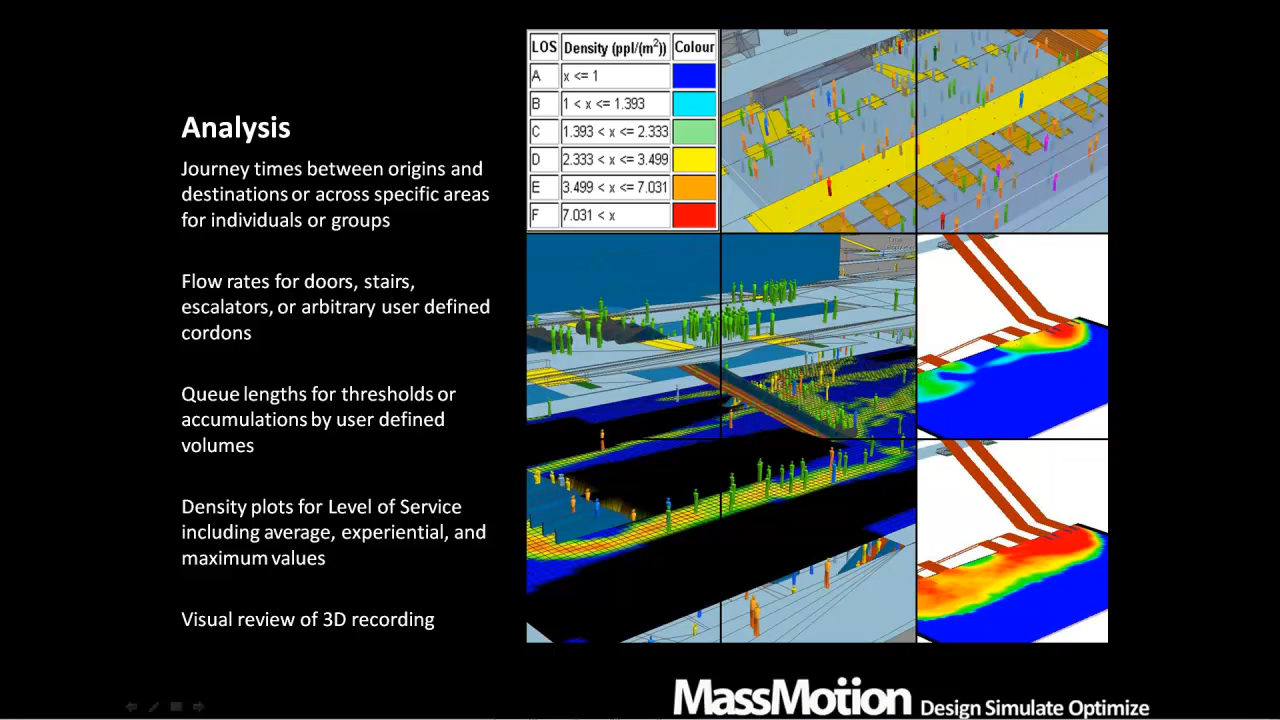 Analysis
Journey times between origins and
destinations or across specific areas
for individuals or groups
Flow rates for doors, stairs,
escalators, or arbitrary user defined
cordons
Queue lengths for thresholds or
accumulations by user defined
volumes
Density plots for Level of Service
including average, experiential, and
maximum values
Visual review of 3D recording
LOS Density (ppl/(m²)) Colour
A x <= 1
B 1 < x <= 1.393
C 1.393 < x <= 2.333
D 2.333 < x <= 3.499
E 3.499 < x <= 7.031
F 7.031 < x
MassMotion Design Simulate Optimize